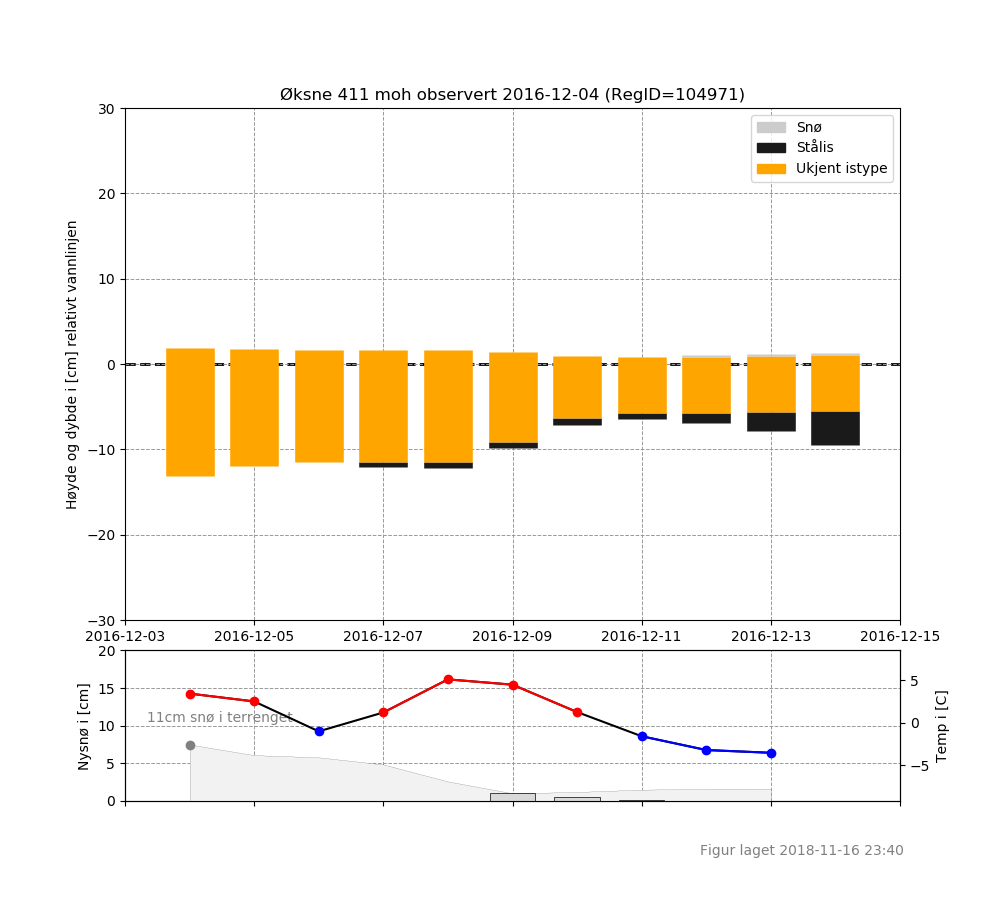 Øksne 411 moh observert 2016-12-04 (RegID=104971)
Høyde og dybde i [cm] relativt vannlinjen
30
20
10
0
−10
−20
−30
Snø
Stålis
Ukjent istype
2016-12-03 2016-12-05 2016-12-07 2016-12-09 2016-12-11 2016-12-13 2016-12-15
Nysnø i [cm]
20
15
10
5
0
11cm snø i terrenget
5
0
−5
Temp i [C]
Figur laget 2018-11-16 23:40